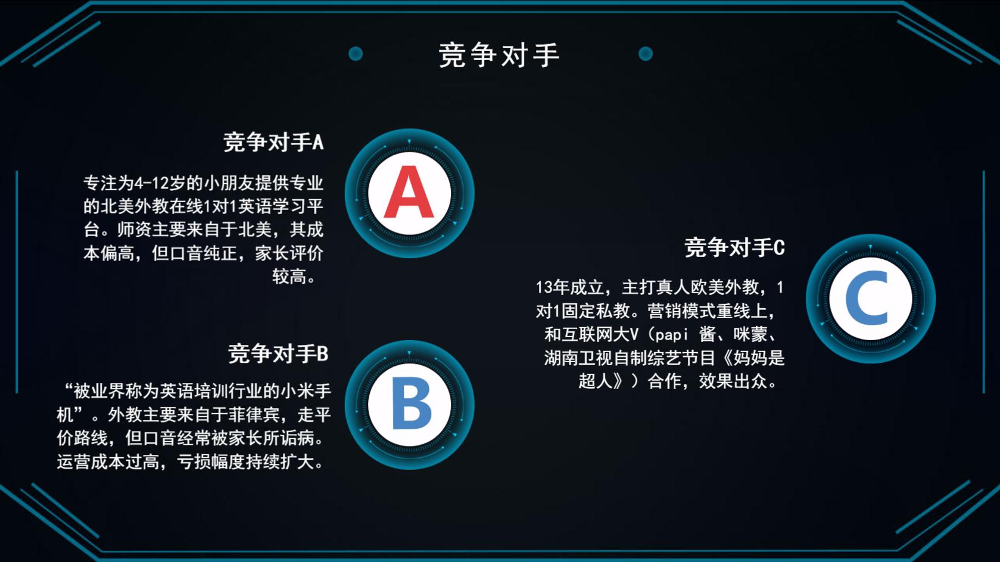 竞争对手
竞争对手A
专注为4-12岁的小朋友提供专业
的北美外教在线1对1英语学习平
台。师资主要来自于北美，其成
本偏高，但口音纯正，家长评价
较高。
A
竞争对手B
“被业界称为英语培训行业的小米手
机”。外教主要来自于菲律宾，走平
价路线，但口音经常被家长所诟病。
运营成本过高，亏损幅度持续扩大。
B
竞争对手C
13年成立，主打真人欧美外教，1
对1固定私教。营销模式重线上，
和互联网大V（papi 酱、咪蒙、
湖南卫视自制综艺节目《妈妈是
超人》）合作，效果出众。
C